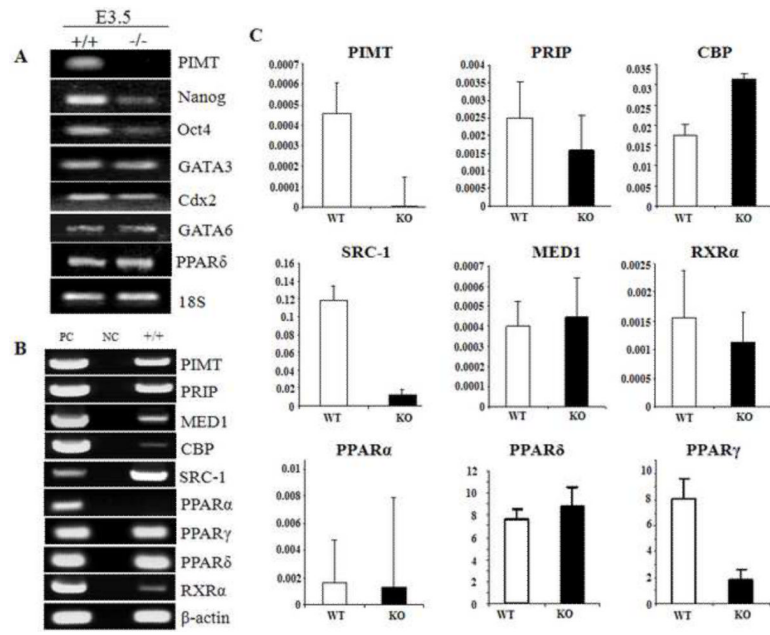 E3.5
+/+ -/-
A
PIMT
Nanog
Oct4
GATA3
Cdx2
GATA6
PPARδ
18S
B
PC NC +/+
PIMT
PRIP
MED1
CBP
SRC-1
PPARα
PPARγ
PPARδ
RXRα
β-actin
C
PIMT
0.0007
0.0006
0.0005
0.0004
0.0003
0.0002
0.0001
0
WT KO
PRIP
0.004
0.0035
0.003
0.0025
0.002
0.0015
0.001
0.0005
0
WT KO
CBP
0.035
0.03
0.025
0.02
0.015
0.01
0.005
0
WT KO
SRC-1
0.16
0.14
0.12
0.1
0.08
0.06
0.04
0.02
0
WT KO
MED1
0.0007
0.0006
0.0005
0.0004
0.0003
0.0002
0.0001
0
WT KO
RXRα
0.0025
0.002
0.0015
0.001
0.0005
0
WT KO
PPARα
0.01
0.008
0.006
0.004
0.002
0
WT KO
PPARδ
12
10
8
6
4
2
0
WT KO
PPARγ
10
8
6
4
2
0
WT KO